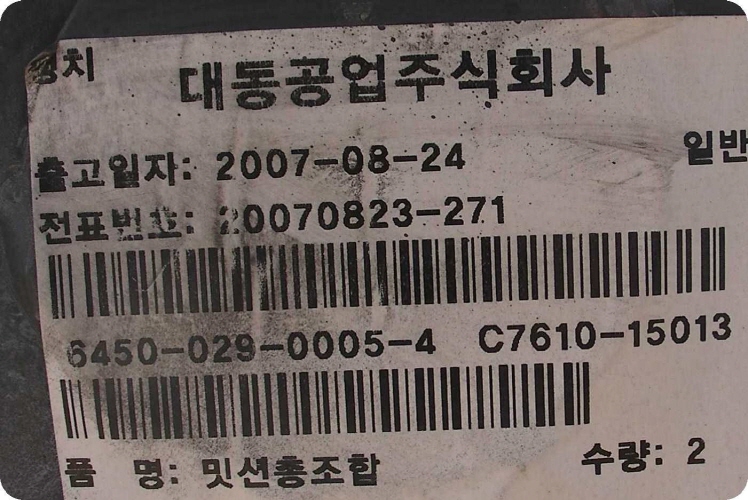 대동공업주식회사
출고일자: 2007-08-24
일반
전표번호: 20070823-271
6450-029-0005-4 C7610-15013
품 명: 밋션총조합
수량: 2